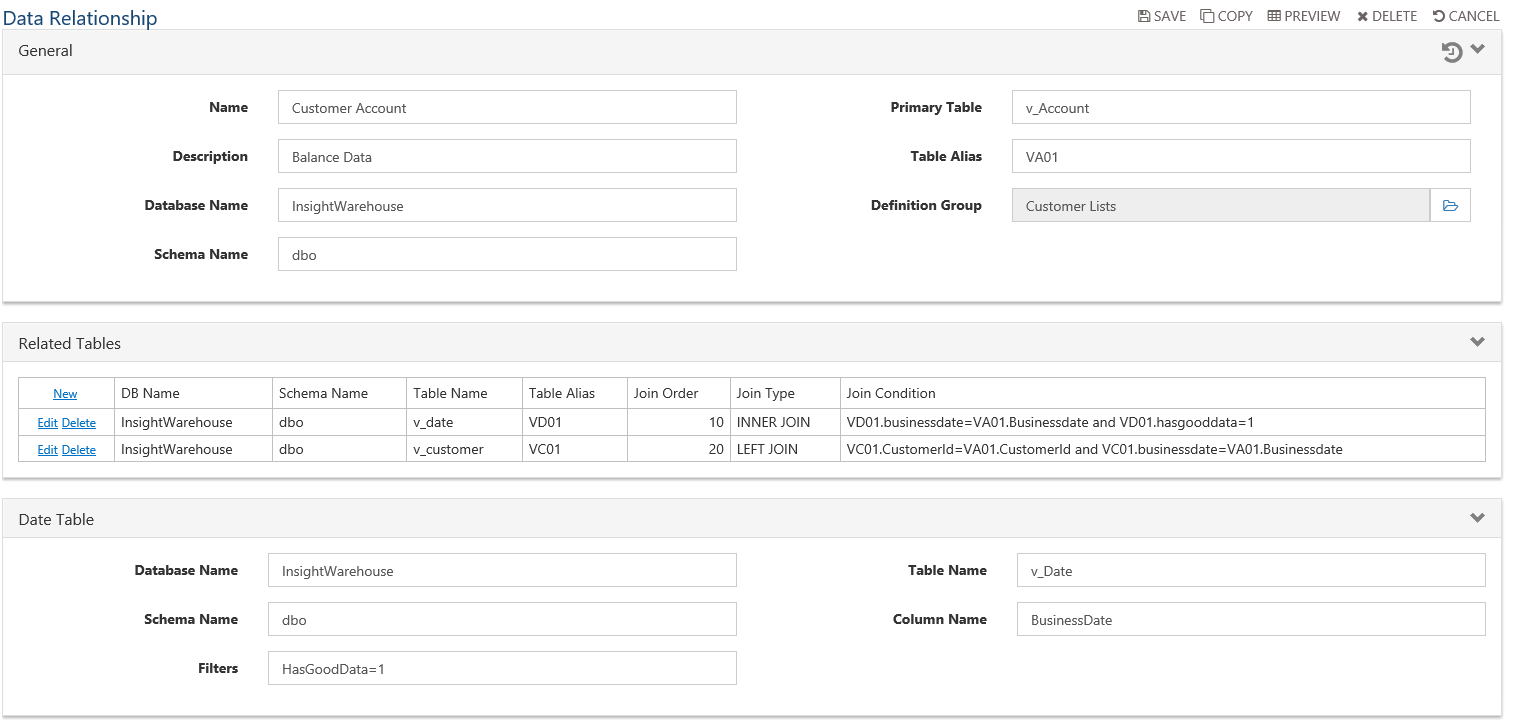 Data Relationship SAVE COPY PREVIEW DELETE CANCEL
General
Name Customer Account Primary Table v_Account
Description Balance Data Table Alias VA01
Database Name InsightWarehouse Definition Group Customer Lists
Schema Name dbo
Related Tables
New DB Name Schema Name Table Name Table Alias Join Order Join Type Join Condition
Edit Delete InsightWarehouse dbo v_date VD01 10 INNER JOIN VD01.businessdate=VA01.Businessdate and VD01.hasgooddata=1
Edit Delete InsightWarehouse dbo v_customer VC01 20 LEFT JOIN VC01.CustomerId=VA01.CustomerId and VC01.businessdate=VA01.Businessdate
Date Table
Database Name InsightWarehouse Table Name v_Date
Schema Name dbo Column Name BusinessDate
Filters HasGoodData=1